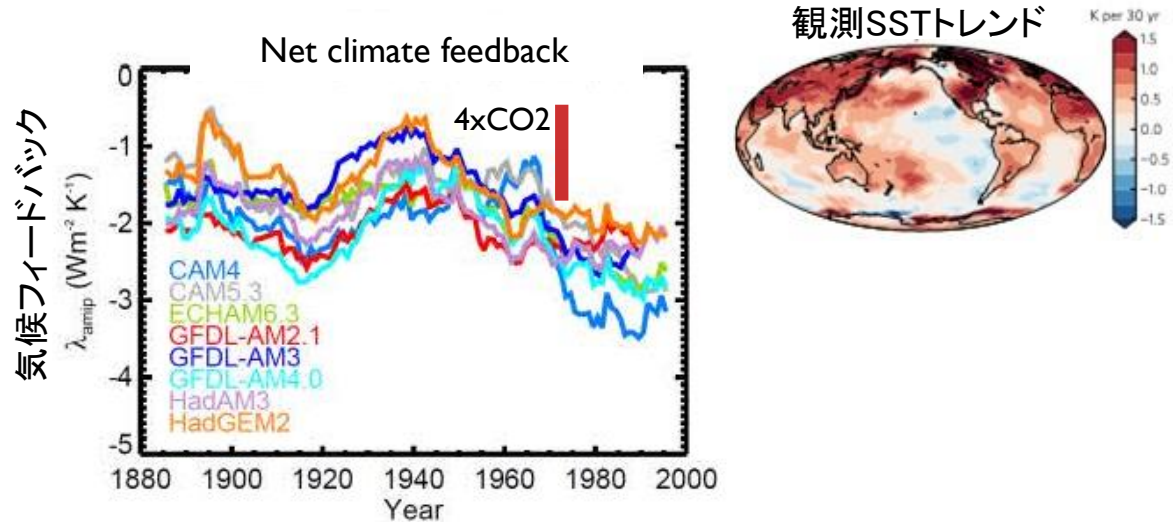 Net climate feedback
気候フィードバック
λamip (Wm-2 K-1)
0
-1
-2
-3
-4
-5
4xCO2
CAM4
CAM5.3
ECHAM6.3
GFDL-AM2.1
GFDL-AM3
GFDL-AM4.0
HadAM3
HadGEM2
1880 1900 1920 1940 1960 1980 2000
Year
観測SSTトレンド
K per 30 yr
1.5
1.0
0.5
0.0
-0.5
-1.0
-1.5